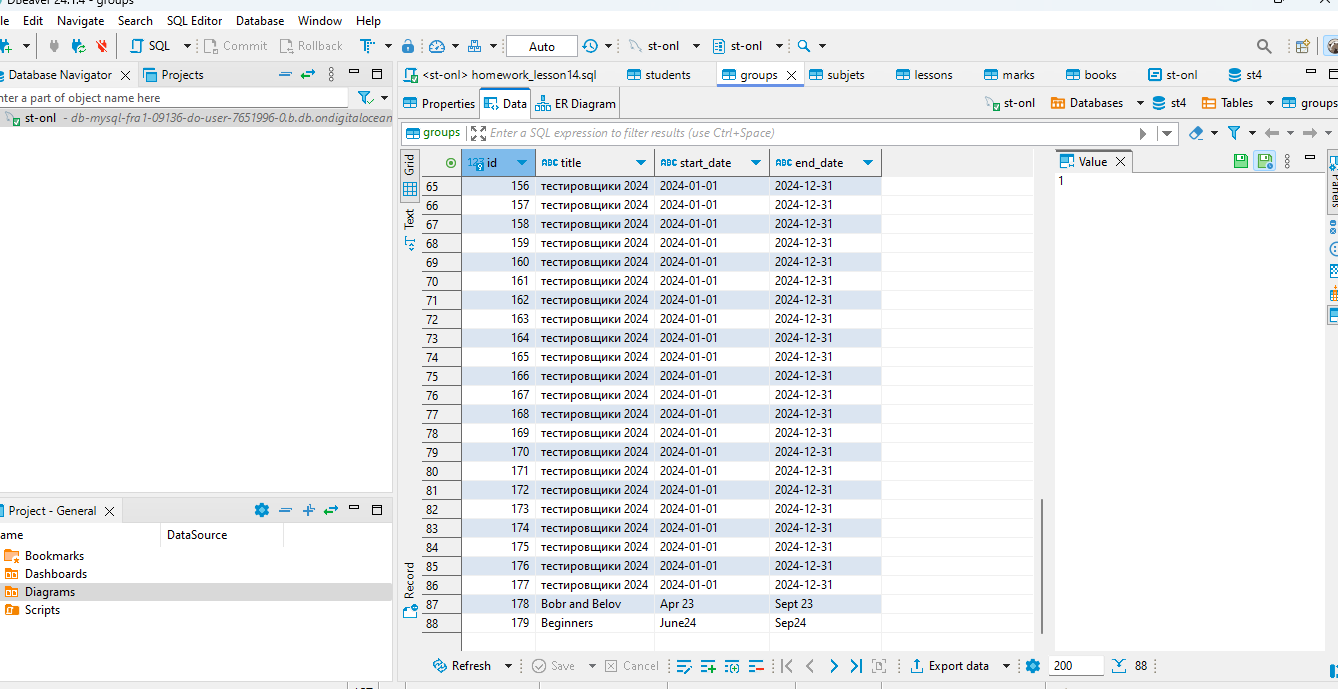 DBeaver 24.1.4 - groups
le Edit Navigate Search SQL Editor Database Window Help
SQL Commit Rollback Auto st-onl st-onl
Database Navigator Projects
<st-onl> homework_lesson14.sql students groups subjets lessons marks books st-onl st4
nter a part of object name here
Properties Data ER Diagram
st-onl Databases st4 Tables groups
st-onl - db-mysql-fra1-09136-do-user-7651996-0.b.db.ondigitalocean
groups Enter a SQL expression to filter results (use Ctrl+Space)
Grid
Text
Record
123 id ABC title ABC start_date ABC end_date
65 156 тестировщики 2024 2024-01-01 2024-12-31
66 157 тестировщики 2024 2024-01-01 2024-12-31
67 158 тестировщики 2024 2024-01-01 2024-12-31
68 159 тестировщики 2024 2024-01-01 2024-12-31
69 160 тестировщики 2024 2024-01-01 2024-12-31
70 161 тестировщики 2024 2024-01-01 2024-12-31
71 162 тестировщики 2024 2024-01-01 2024-12-31
72 163 тестировщики 2024 2024-01-01 2024-12-31
73 164 тестировщики 2024 2024-01-01 2024-12-31
74 165 тестировщики 2024 2024-01-01 2024-12-31
75 166 тестировщики 2024 2024-01-01 2024-12-31
76 167 тестировщики 2024 2024-01-01 2024-12-31
77 168 тестировщики 2024 2024-01-01 2024-12-31
78 169 тестировщики 2024 2024-01-01 2024-12-31
79 170 тестировщики 2024 2024-01-01 2024-12-31
80 171 тестировщики 2024 2024-01-01 2024-12-31
81 172 тестировщики 2024 2024-01-01 2024-12-31
82 173 тестировщики 2024 2024-01-01 2024-12-31
83 174 тестировщики 2024 2024-01-01 2024-12-31
84 175 тестировщики 2024 2024-01-01 2024-12-31
85 176 тестировщики 2024 2024-01-01 2024-12-31
86 177 тестировщики 2024 2024-01-01 2024-12-31
87 178 Bobr and Belov Apr 23 Sept 23
88 179 Beginners June24 Sep24
Value
1
Panels
Project - General
ame DataSource
Bookmarks
Dashboards
Diagrams
Scripts
Refresh Save Cancel Export data 200 88